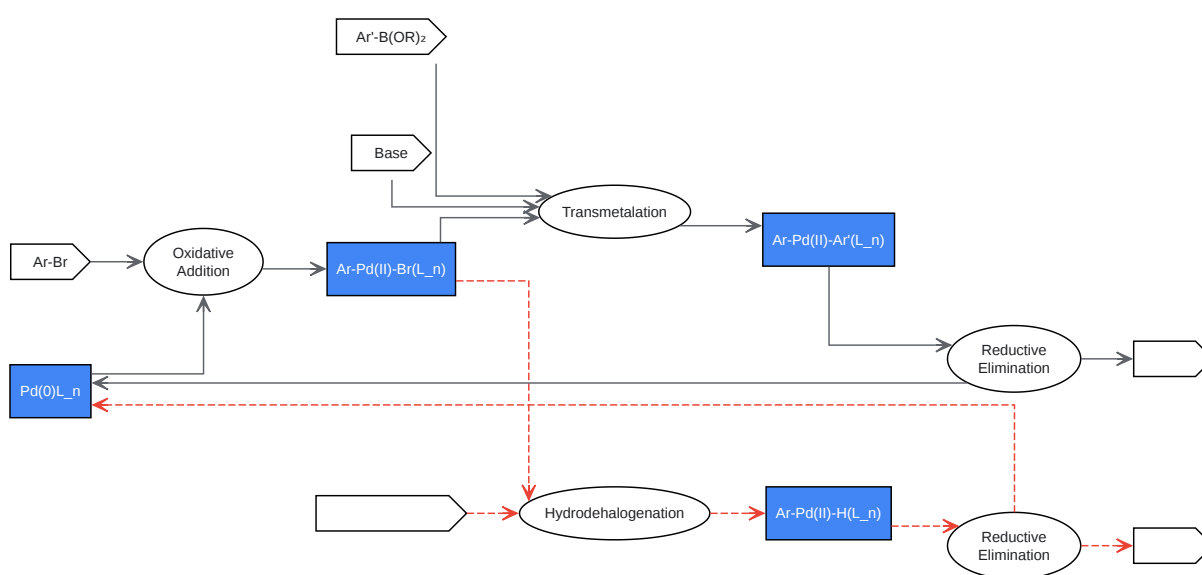 Ar'-B(OR)₂
Base
Transmetalation
Oxidative
Addition
Ar-Br
Ar-Pd(II)-Br(L_n)
Ar-Pd(II)-Ar'(L_n)
Reductive
Elimination
Pd(0)L_n
Hydrodehalogenation
Ar-Pd(II)-H(L_n)
Reductive
Elimination